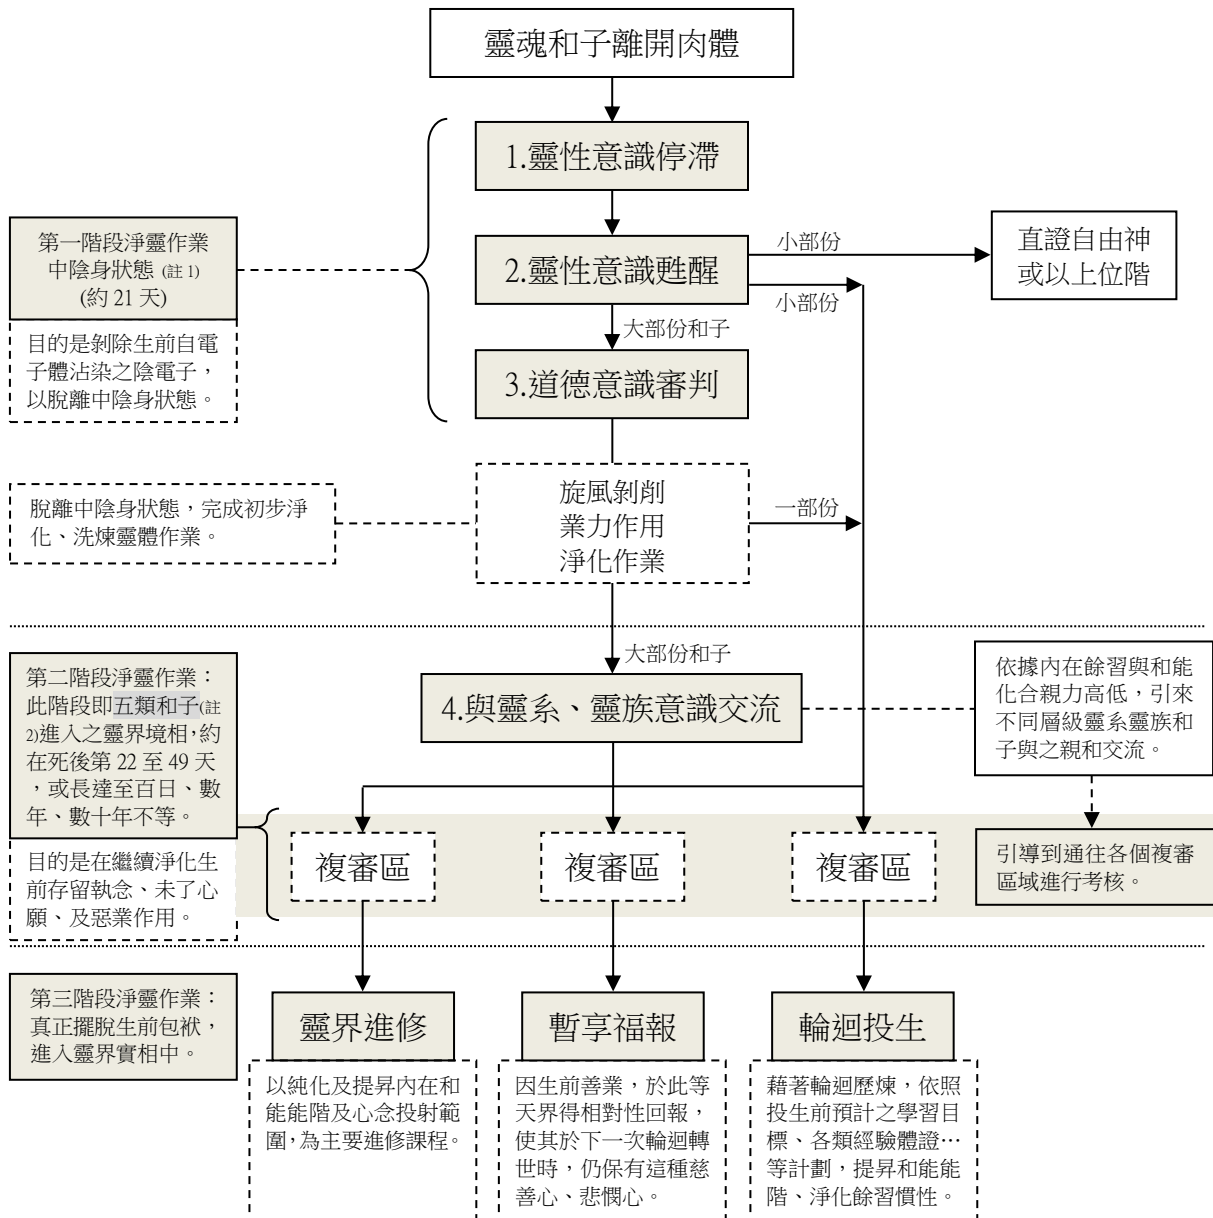 靈魂和子離開肉體
1.靈性意識停滯
第一階段淨靈作業
中陰身狀態 (註 1)
(約 21 天)
目的是剝除生前自電
子體沾染之陰電子，
以脫離中陰身狀態。
2.靈性意識甦醒
小部份
直證自由神
或以上位階
小部份
大部份和子
3.道德意識審判
脫離中陰身狀態，完成初步淨
化、洗煉靈體作業。
旋風剝削
業力作用
淨化作業
一部份
大部份和子
第二階段淨靈作業：
此階段即五類和子(註
2)進入之靈界境相，約
在死後第 22 至 49 天
，或長達至百日、數
年、數十年不等。
目的是在繼續淨化生
前存留執念、未了心
願、及惡業作用。
4.與靈系、靈族意識交流
依據內在餘習與和能
化合親力高低，引來
不同層級靈系靈族和
子與之親和交流。
複審區
複審區
複審區
引導到通往各個複審
區域進行考核。
第三階段淨靈作業：
真正擺脫生前包袱，
進入靈界實相中。
靈界進修
以純化及提昇內在和
能能階及心念投射範
圍，為主要進修課程。
暫享福報
因生前善業，於此等
天界得相對性回報，
使其於下一次輪迴轉
世時，仍保有這種慈
善心、悲憫心。
輪迴投生
藉著輪迴歷煉，依照
投生前預計之學習目
標、各類經驗體證⋯
等計劃，提昇和能能
階、淨化餘習慣性。